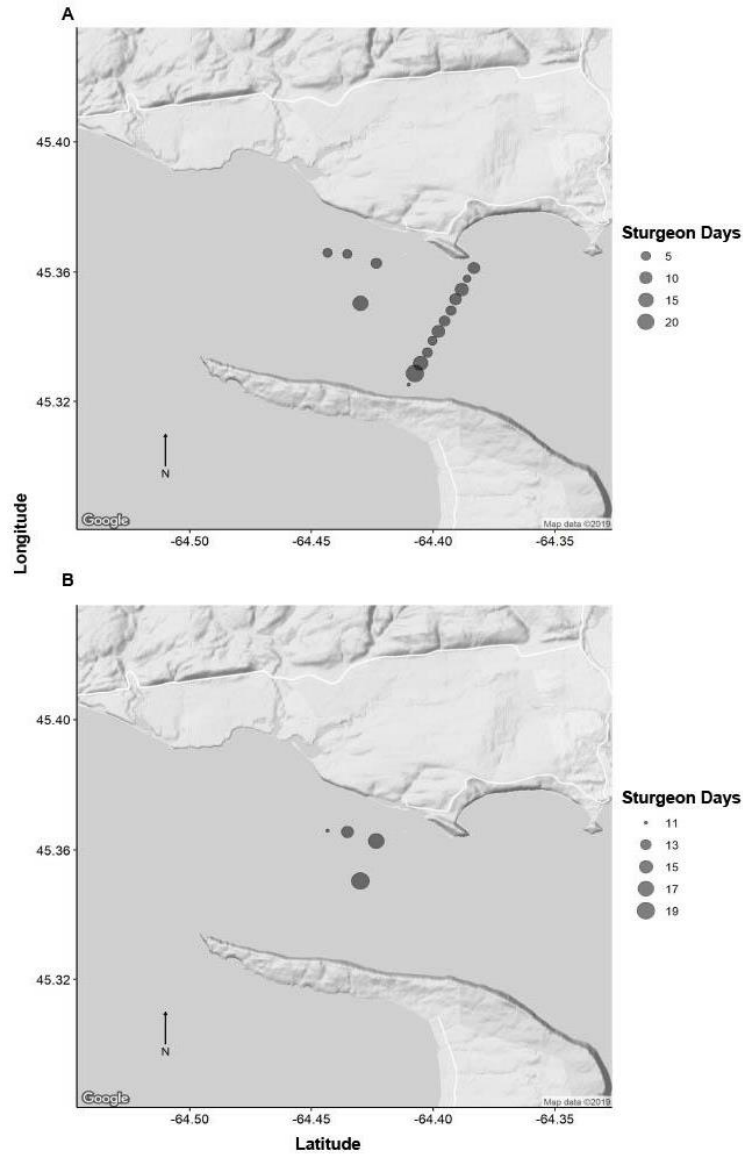 A
45.40
45.36
45.32
Longitude
N
Google
Map data ©2019
-64.50 -64.45 -64.40 -64.35
Sturgeon Days
5
10
15
20
B
45.40
45.36
45.32
N
Google
Map data ©2019
-64.50 -64.45 -64.40 -64.35
Latitude
Sturgeon Days
11
13
15
17
19